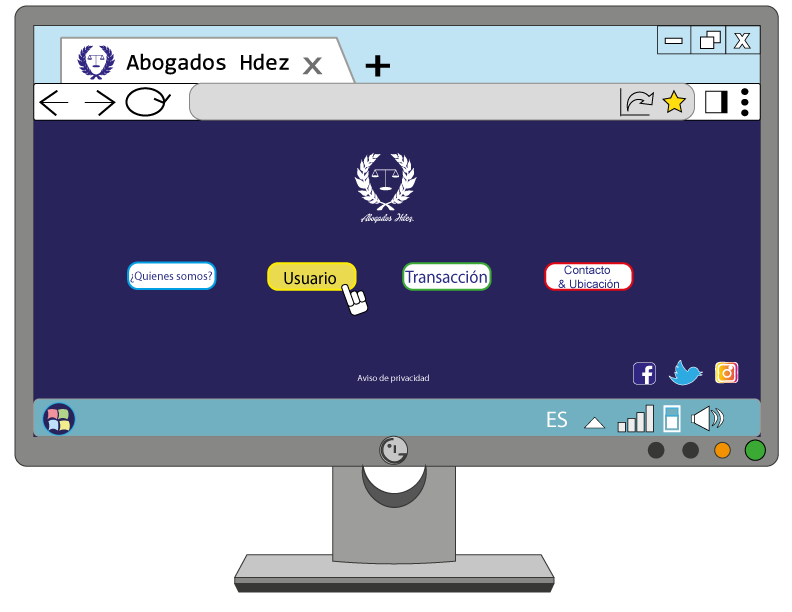 Abogados Hdez X
X
Abogados Hdez.
¿Quienes somos?
Usuario
Transacción
Contacto
& Ubicación
Aviso de privacidad
ES